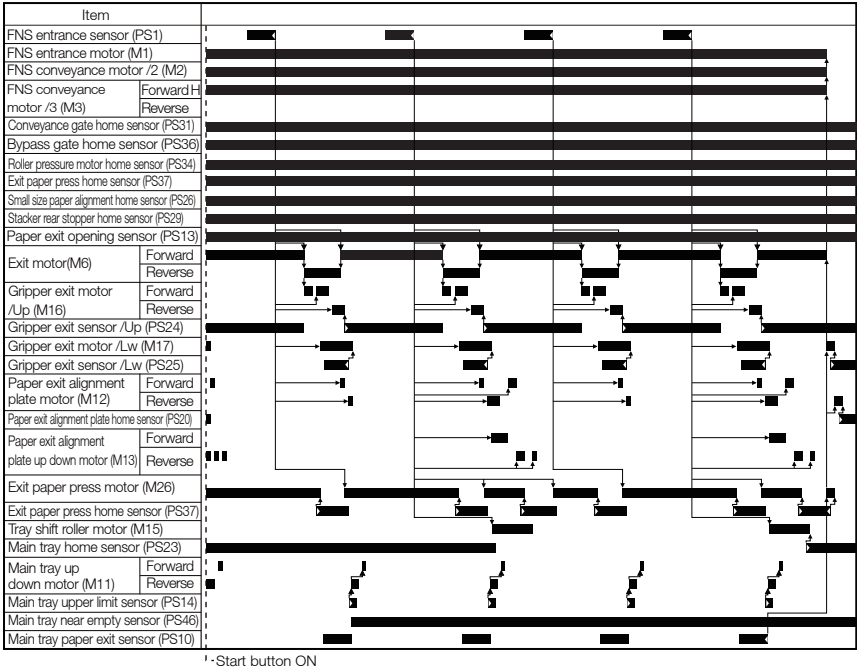 Item
FNS entrance sensor (PS1)
FNS entrance motor (M1)
FNS conveyance motor /2 (M2)
FNS conveyance
motor /3 (M3)
Forward H
Reverse
Conveyance gate home sensor (PS31)
Bypass gate home sensor (PS36)
Roller pressure motor home sensor (PS34)
Exit paper press home sensor (PS37)
Small size paper alignment home sensor (PS26)
Stacker rear stopper home sensor (PS29)
Paper exit opening sensor (PS13)
Exit motor(M6)
Forward
Reverse
Gripper exit motor
/Up (M16)
Forward
Reverse
Gripper exit sensor /Up (PS24)
Gripper exit motor /Lw (M17)
Gripper exit sensor /Lw (PS25)
Paper exit alignment
plate motor (M12)
Forward
Reverse
Paper exit alignment plate home sensor (PS20)
Paper exit alignment
plate up down motor (M13)
Forward
Reverse
Exit paper press motor (M26)
Exit paper press home sensor (PS37)
Tray shift roller motor (M15)
Main tray home sensor (PS23)
Main tray up
down motor (M11)
Forward
Reverse
Main tray upper limit sensor (PS14)
Main tray near empty sensor (PS46)
Main tray paper exit sensor (PS10)
Start button ON